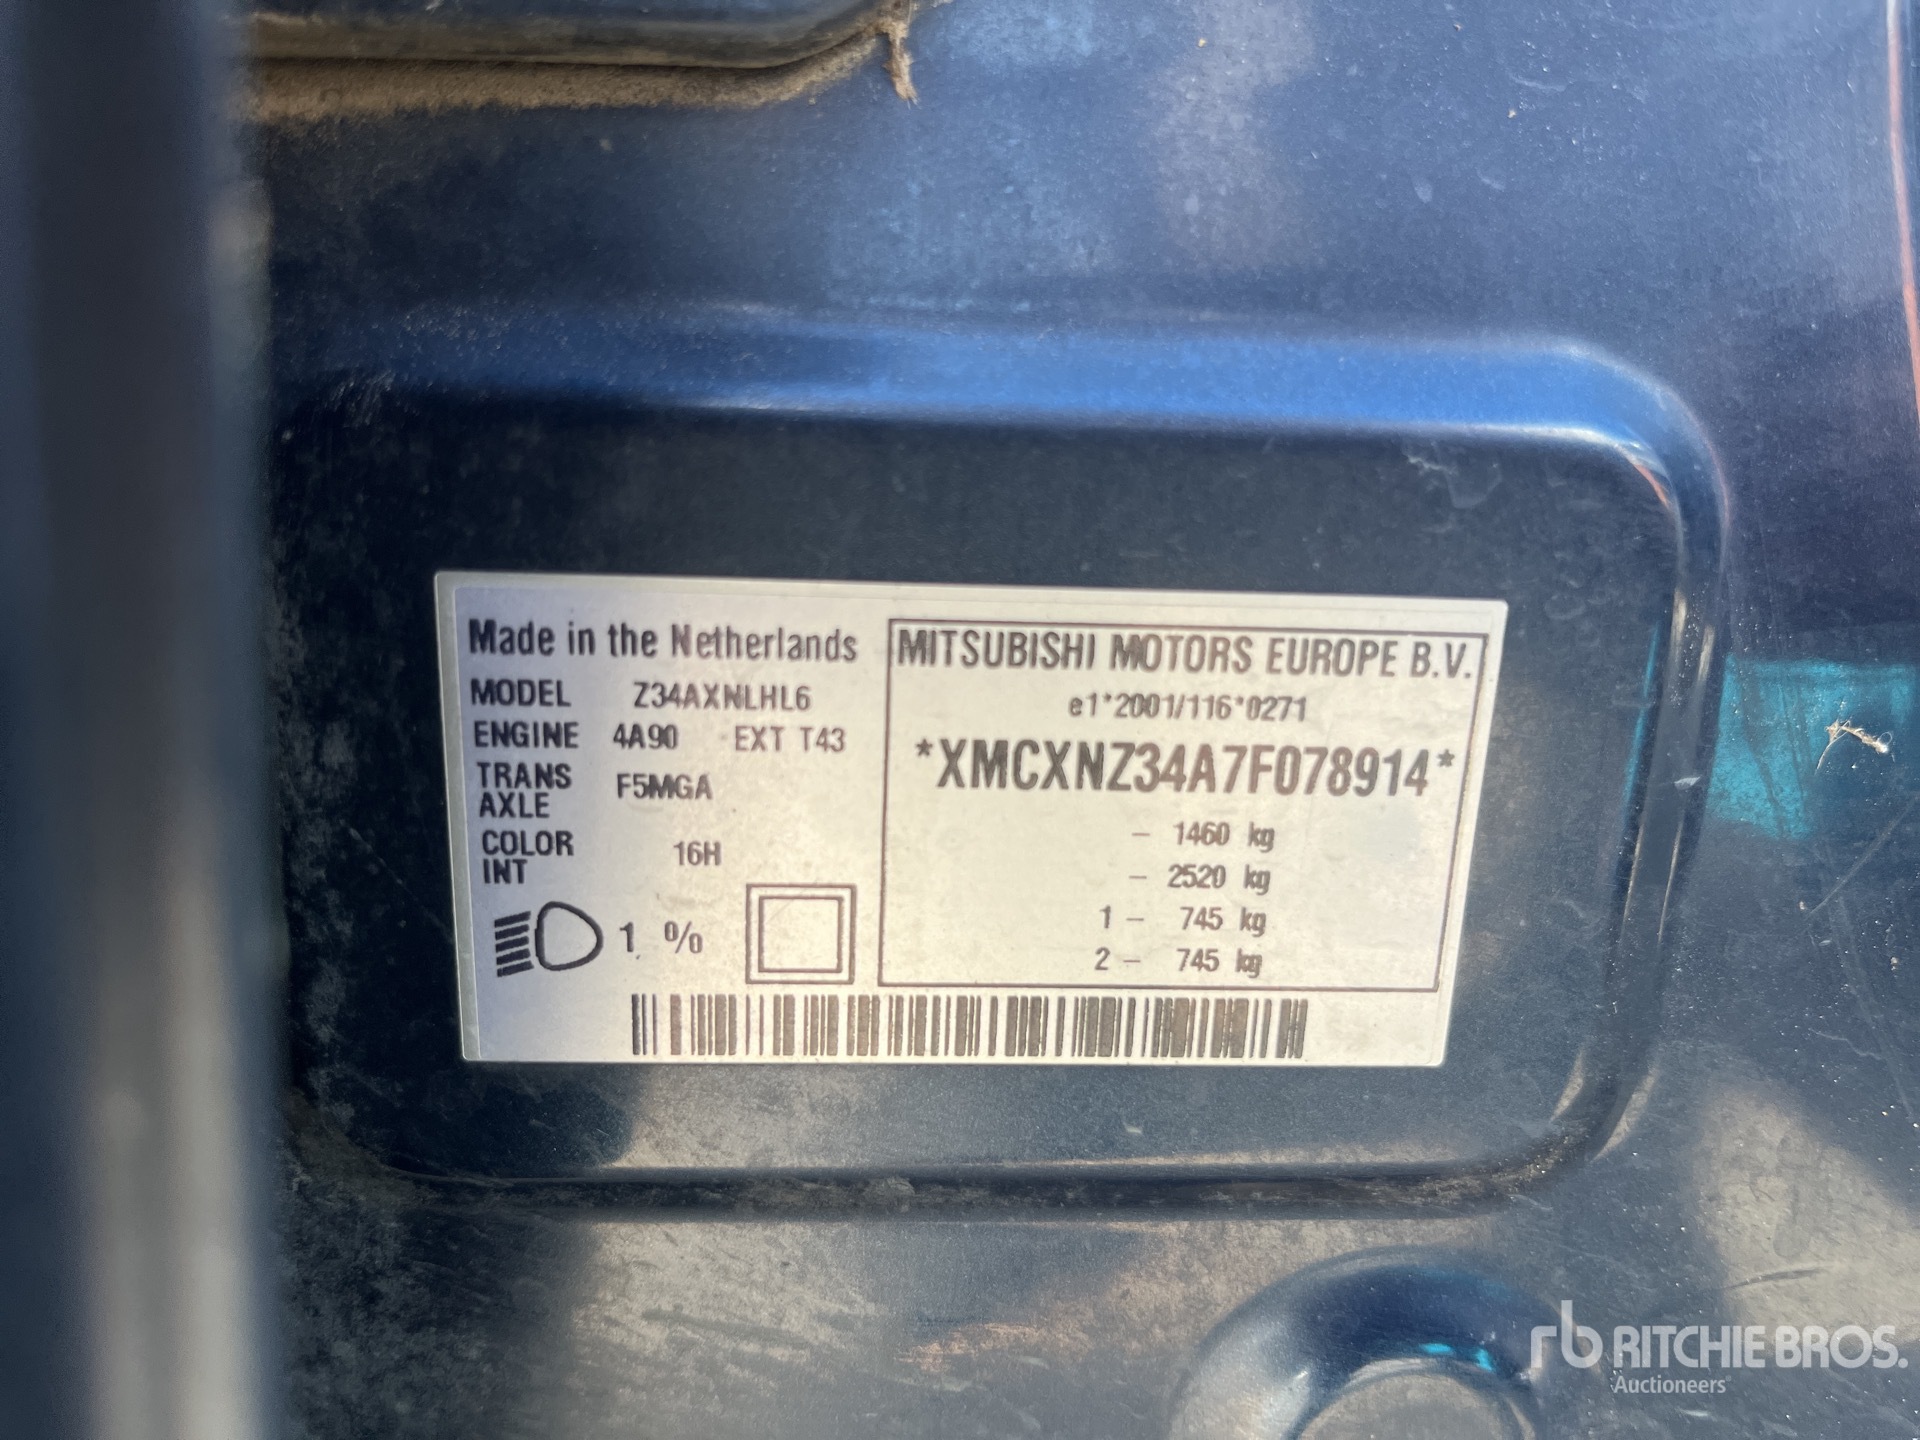 Made in the Netherlands
MODEL Z34AXNLHL6
ENGINE 4A90 EXT T43
TRANS
AXLE F5MGA
COLOR
INT 16H
1 %
MITSUBISHI MOTORS EUROPE B.V.
e1*2001/116*0271
*XMCXNZ34A7F078914*
- 1460 kg
- 2520 kg
1 - 745 kg
2 - 745 kg
rb RITCHIE BROS.
Auctioneers